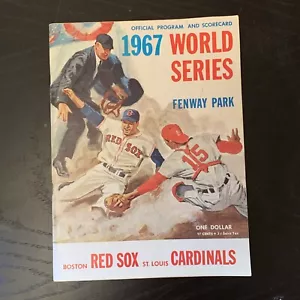 OFFICIAL PROGRAM AND SCORECARD
1967 WORLD
SERIES
FENWAY PARK
RED SOX
15
ONE DOLLAR
BOSTON RED SOX ST. LOUIS CARDINALS